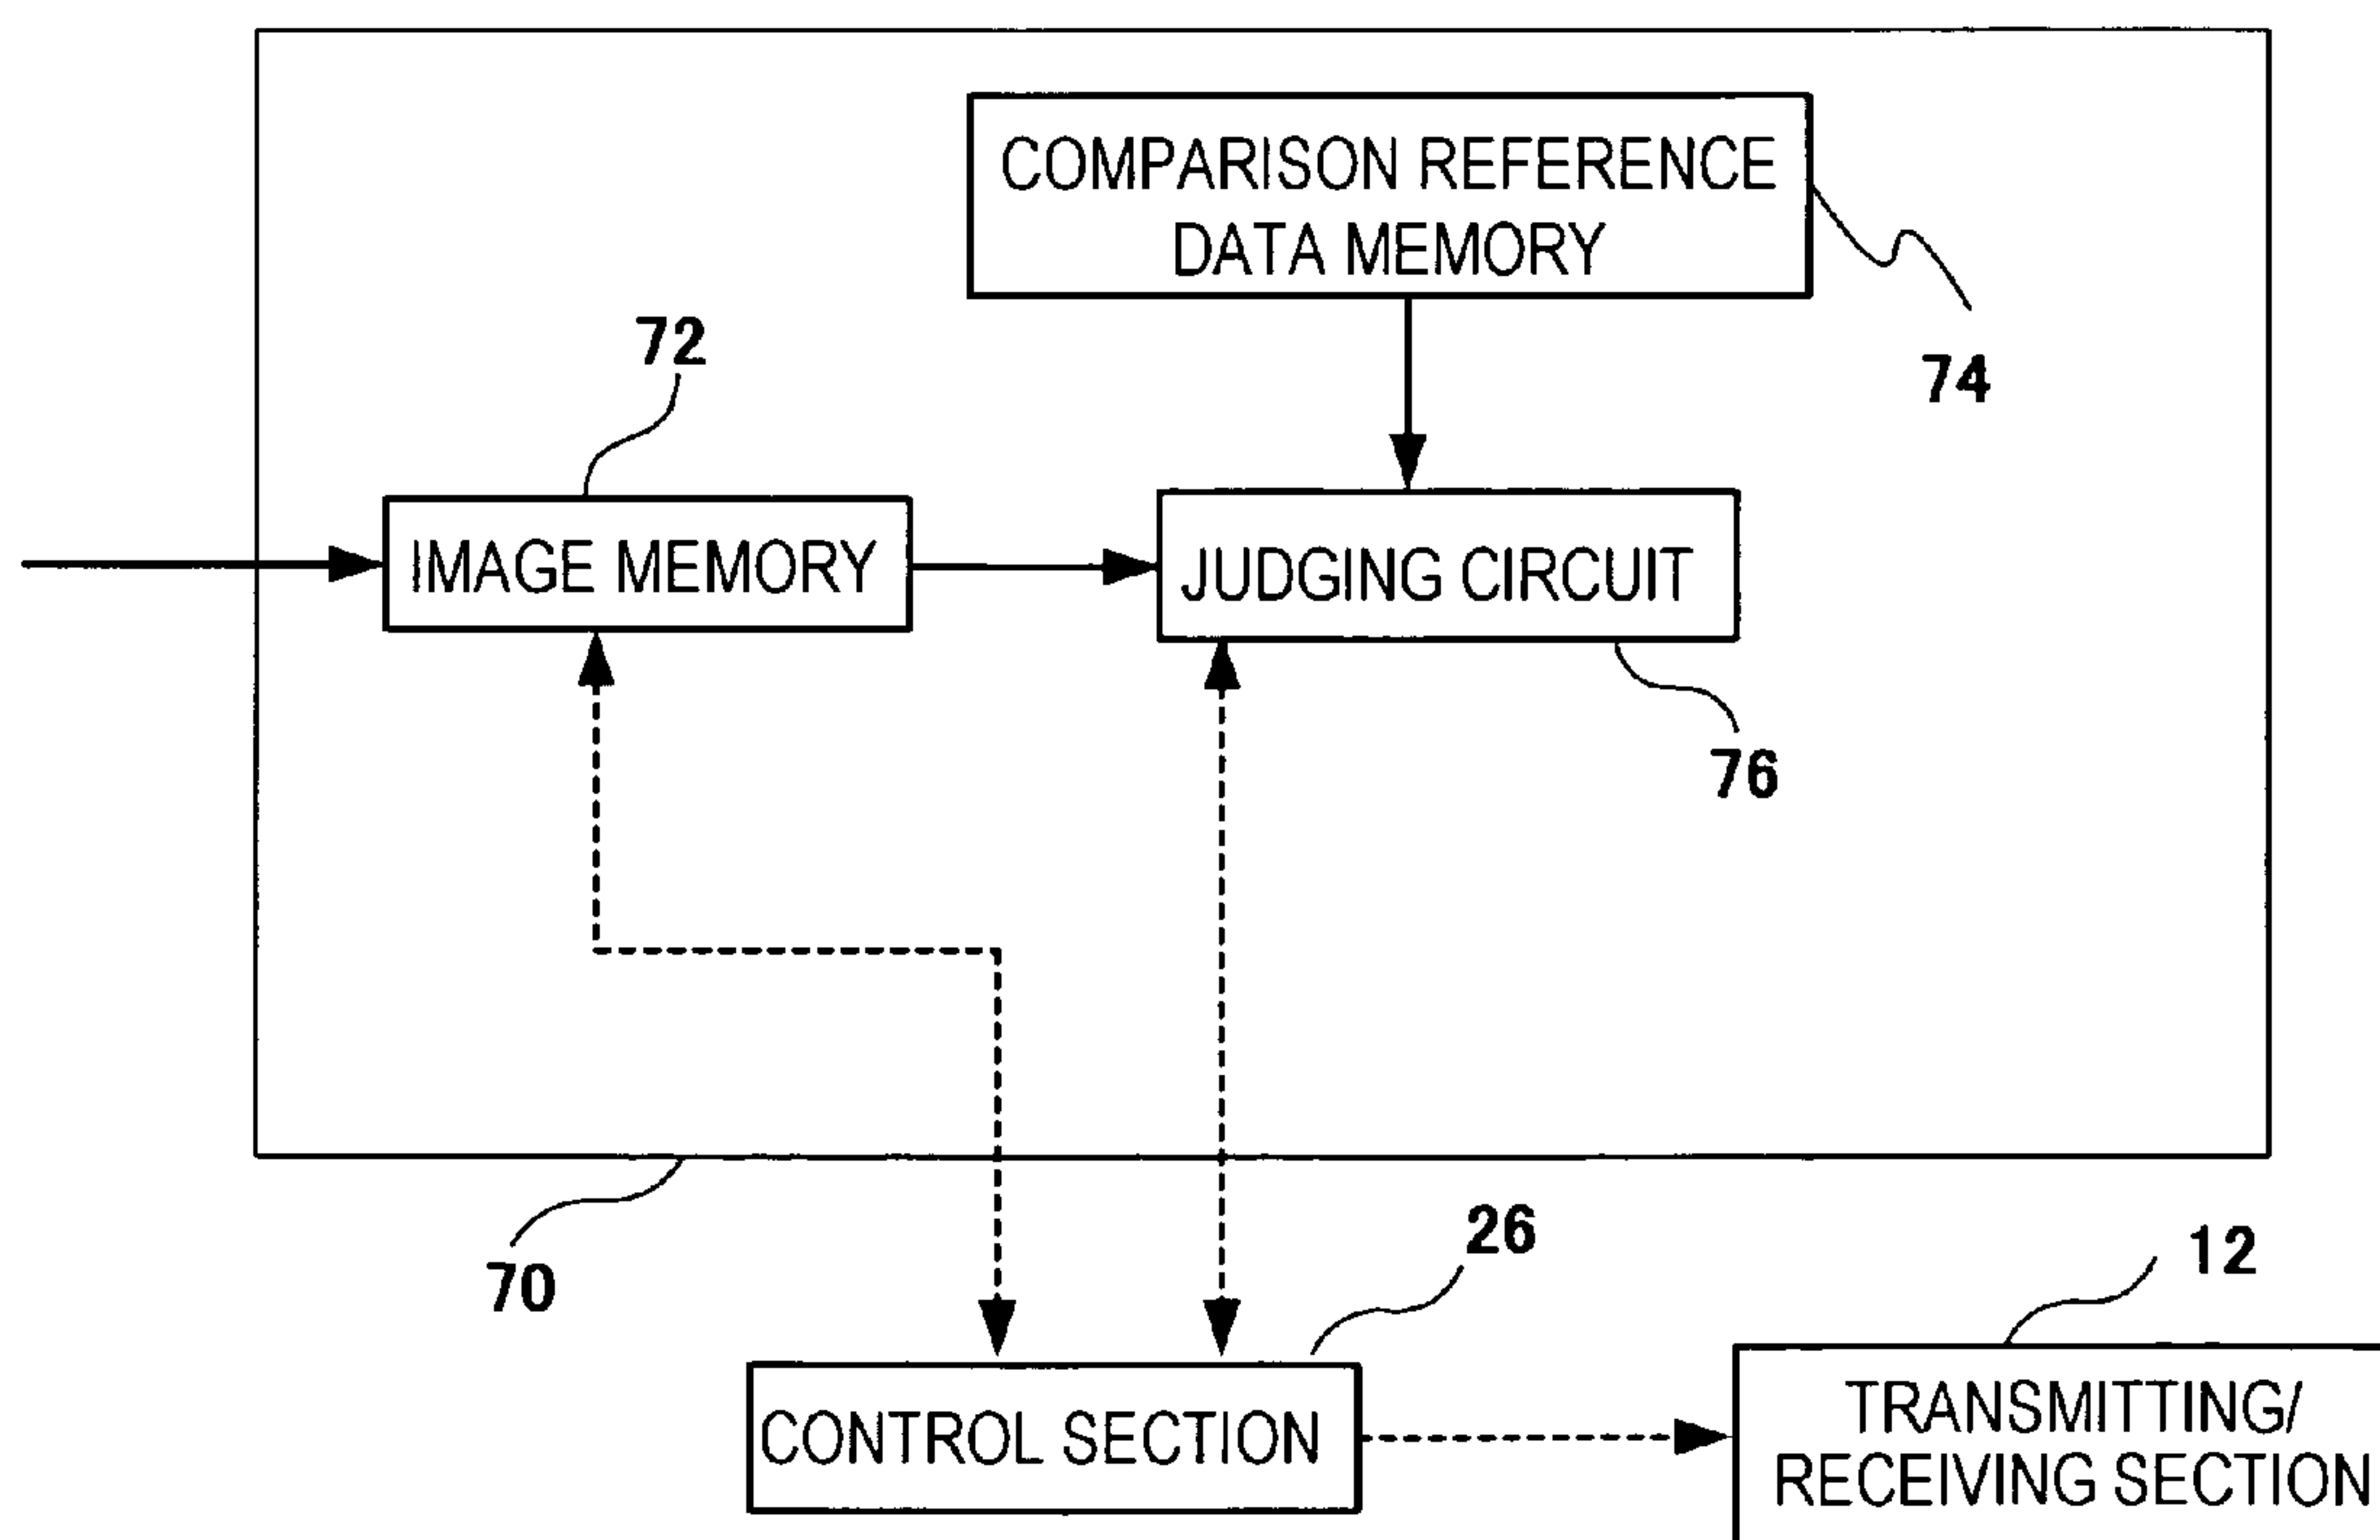 COMPARISON REFERENCE
DATA MEMORY
72
74
IMAGE MEMORY
JUDGING CIRCUIT
76
70
26
12
CONTROL SECTION
TRANSMITTING/
RECEIVING SECTION